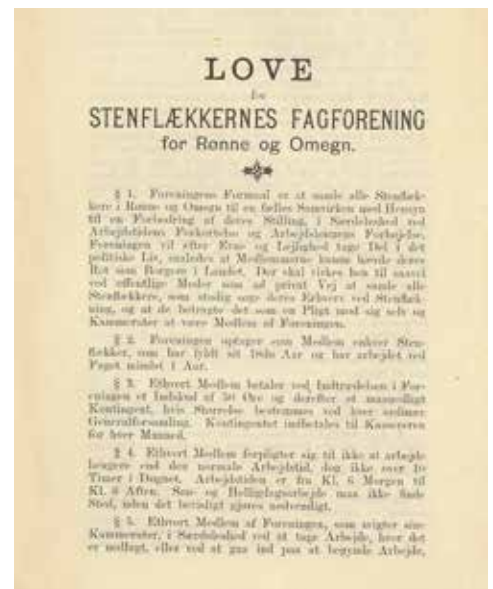 LOVE
for
STENFLÆKKERNES FAGFORENING
for Rønne og Omegn.
§ 1. Foreningens Formaal er at samle alle Stenflæk-
kere i Rønne og Omegn til en fælles Samvirken med Hensyn
til en Forbedring af deres Stilling, i Særdeleshed ved
Arbejdstidens Forkortelse og Arbejdslønnens Forhøjelse.
Foreningen vil efter Evne og Lejlighed tage Del i det
politiske Liv, saaledes at Medlemmerne kunne hævde deres
Ret som Borgere i Landet. Der skal virkes hen til saavel
ved offentlige Møder som ad privat Vej at samle alle
Stenflækkere, som stadig søge deres Erhverv ved Stenflæk-
ning, og at de betragte det som en Pligt mod sig selv og
Kammerater at være Medlem af Foreningen.
§ 2. Foreningen optager som Medlem enhver Sten-
flækker, som har fyldt sit 18de Aar og har arbejdet ved
Faget mindst 1 Aar.
§ 3. Ethvert Medlem betaler ved Indtrædelsen i For-
eningen et Indskud af 50 Øre og derefter et maanedligt
Kontingent, hvis Størrelse bestemmes ved hver ordinær
Generalforsamling. Kontingentet indbetales til Kassereren
for hver Maaned.
§ 4. Ethvert Medlem forpligter sig til ikke at arbejde
længere end den normale Arbejdstid, dog ikke over 10
Timer i Døgnet. Arbejdstiden er fra Kl. 6 Morgen til
Kl. 6 Aften. Søn- og Helligdagsarbejde maa ikke finde
Sted, uden det bevisligt gjøres nødvendigt.
§ 5. Ethvert Medlem af Foreningen, som svigter sine
Kammerater, i Særdeleshed ved at tage Arbejde, hvor det
er nedlagt, eller ved at gaa ind paa at begynde Arbejde,